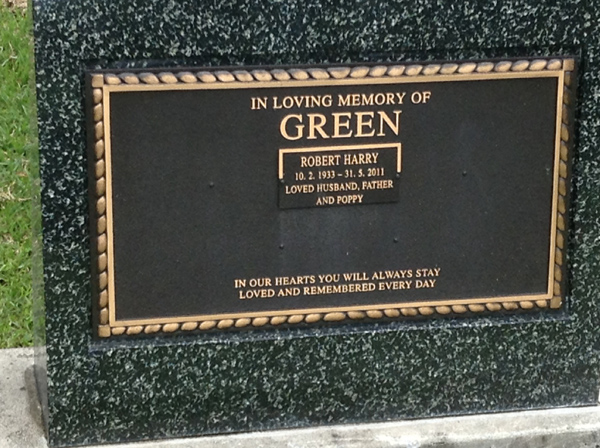 IN LOVING MEMORY OF
GREEN
ROBERT HARRY
10. 2. 1933 - 31. 5. 2011
LOVED HUSBAND, FATHER
AND POPPY
IN OUR HEARTS YOU WILL ALWAYS STAY
LOVED AND REMEMBERED EVERY DAY